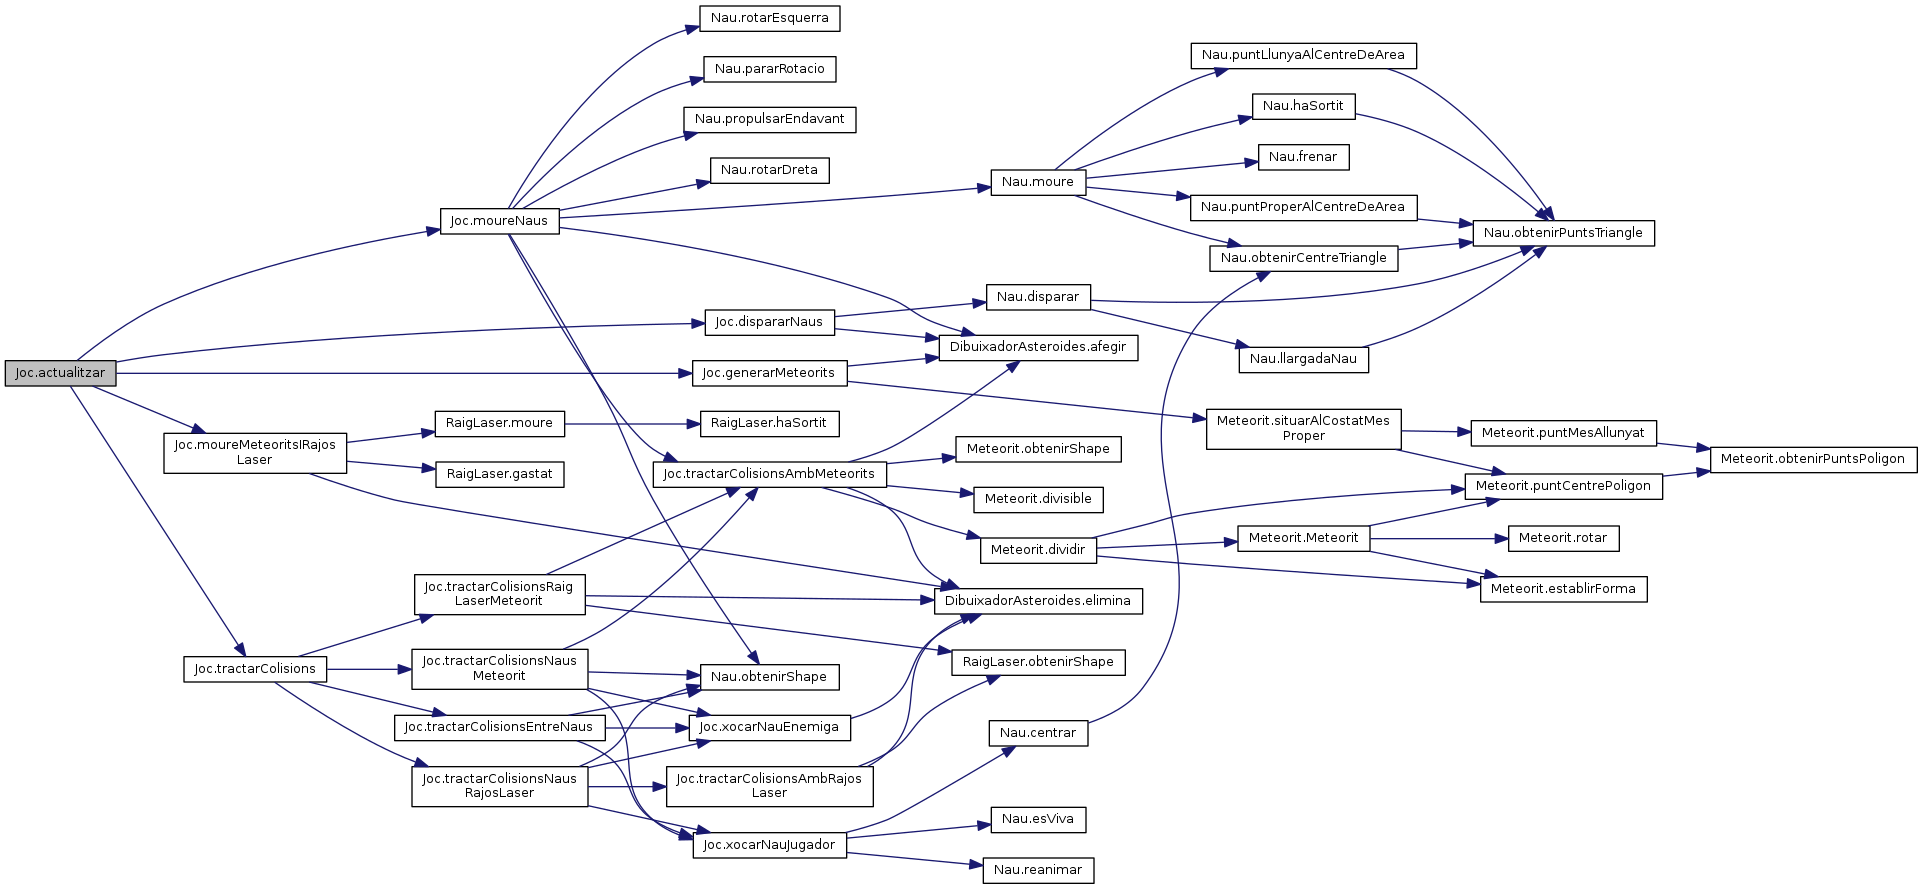 Joc.actualitzar
Joc.moureNaus
Joc.moureMeteoritsIRajos
Laser
Joc.tractarColisions
RaigLaser.moure
RaigLaser.gastat
Joc.tractarColisionsRaig
LaserMeteorit
Joc.tractarColisionsNaus
Meteorit
Joc.tractarColisionsEntreNaus
Joc.tractarColisionsNaus
RajosLaser
Nau.rotarEsquerra
Nau.pararRotacio
Nau.propulsarEndavant
Nau.rotarDreta
Joc.dispararNaus
Joc.generarMeteorits
RaigLaser.haSortit
Joc.tractarColisionsAmbMeteorits
Nau.obtenirShape
Joc.xocarNauEnemiga
Joc.tractarColisionsAmbRajos
Laser
Joc.xocarNauJugador
Nau.moure
Nau.disparar
DibuixadorAsteroides.afegir
Meteorit.obtenirShape
Meteorit.divisible
Meteorit.dividir
DibuixadorAsteroides.elimina
RaigLaser.obtenirShape
Nau.centrar
Nau.esViva
Nau.reanimar
Nau.puntLlunyaAlCentreDeArea
Nau.haSortit
Nau.frenar
Nau.puntProperAlCentreDeArea
Nau.obtenirCentreTriangle
Nau.llargadaNau
Meteorit.situarAlCostatMes
Proper
Meteorit.Meteorit
Nau.obtenirPuntsTriangle
Meteorit.puntMesAllunyat
Meteorit.puntCentrePoligon
Meteorit.rotar
Meteorit.establirForma
Meteorit.obtenirPuntsPoligon